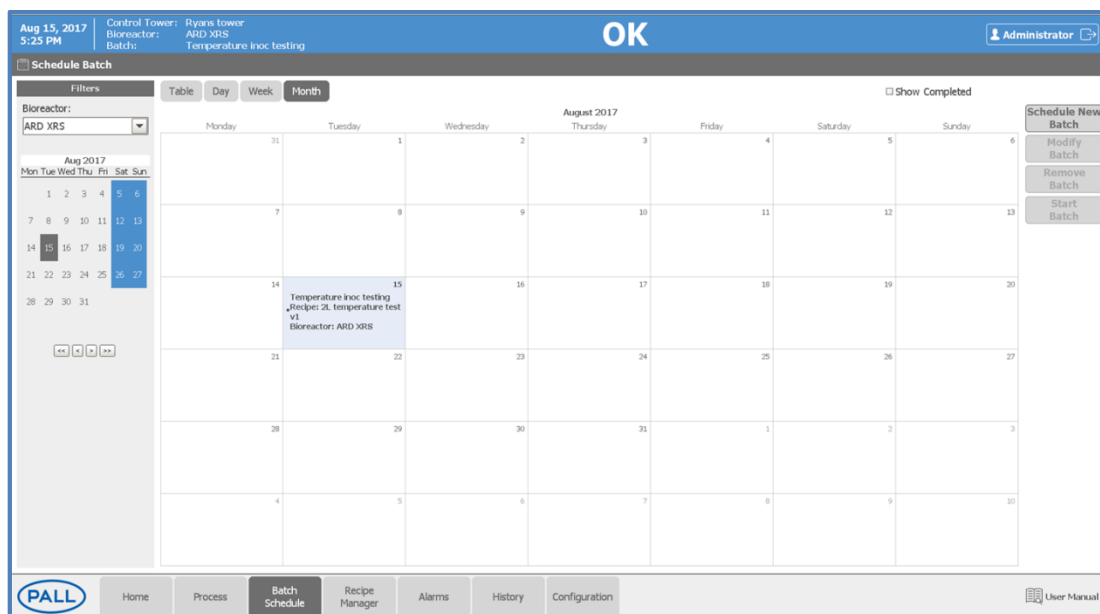 Aug 15, 2017
5:25 PM
Control Tower: Ryans tower
Bioreactor: ARD XRS
Batch: Temperature inoc testing
OK
Administrator
Schedule Batch
Filters
Bioreactor:
ARD XRS
Aug 2017
Mon Tue Wed Thu Fri Sat Sun
1 2 3 4 5 6
7 8 9 10 11 12 13
14 15 16 17 18 19 20
21 22 23 24 25 26 27
28 29 30 31
<< < > >>
Table Day Week Month
Show Completed
August 2017
Monday Tuesday Wednesday Thursday Friday Saturday Sunday
31 1 2 3 4 5 6
7 8 9 10 11 12 13
14 15 16 17 18 19 20
Temperature inoc testing
Recipe: 2L temperature test
v1
Bioreactor: ARD XRS
21 22 23 24 25 26 27
28 29 30 31 1 2 3
4 5 6 7 8 9 10
Schedule New
Batch
Modify
Batch
Remove
Batch
Start
Batch
PALL
Home
Process
Batch
Schedule
Recipe
Manager
Alarms
History
Configuration
User Manual